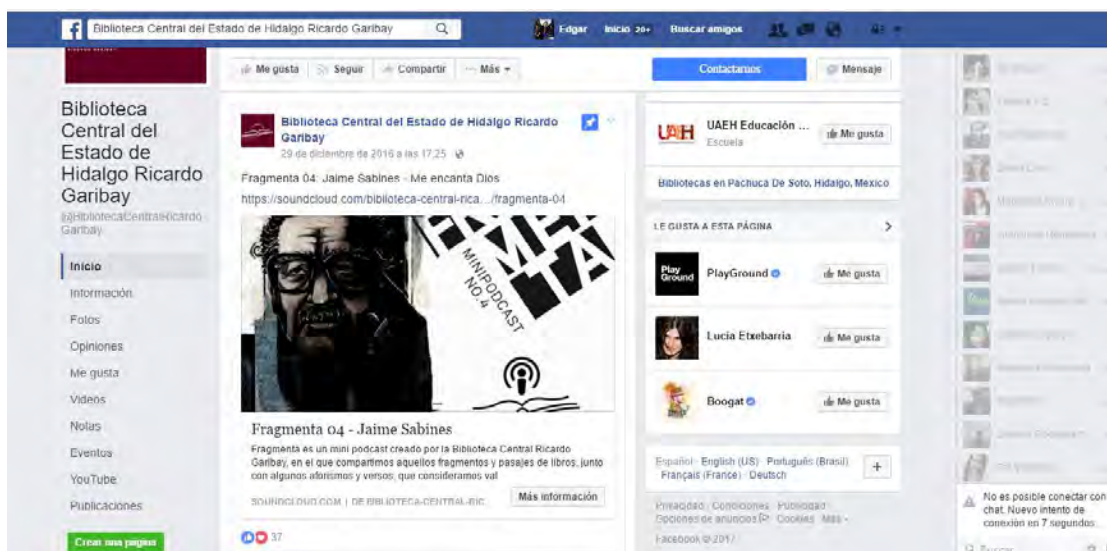 Biblioteca Central del Estado de Hidalgo Ricardo Garibay
Edgar Inicio 20+ Buscar amigos
Me gusta Seguir Compartir Más
Contactarnos Mensaje
Biblioteca
Central del
Estado de
Hidalgo Ricardo
Garibay
@BibliotecaCentralRicardo
Garibay
Inicio
Información
Fotos
Opiniones
Me gusta
Videos
Notas
Eventos
YouTube
Publicaciones
Crear una página
Biblioteca Central del Estado de Hidalgo Ricardo
Garibay
29 de diciembre de 2016 a las 17:25
Fragmenta 04: Jaime Sabines - Me encanta Dios
https://soundcloud.com/biblioteca-central-rica.../fragmenta-04
MINIPODCAST
NO.4
Fragmenta 04 - Jaime Sabines
Fragmenta es un mini podcast creado por la Biblioteca Central Ricardo
Garibay, en el que compartimos aquellos fragmentos y pasajes de libros, junto
con algunos aforismos y versos, que consideramos val
SOUNDCLOUD.COM | DE BIBLIOTECA-CENTRAL-RIC...
Más información
37
UAEH
UAEH Educación ...
Escuela
Me gusta
Bibliotecas en Pachuca De Soto, Hidalgo, Mexico
LE GUSTA A ESTA PÁGINA
Play
Ground
PlayGround
Me gusta
Lucía Etxebarria
Me gusta
Boogat
Me gusta
Español · English (US) · Português (Brasil) ·
Français (France) · Deutsch
Privacidad · Condiciones · Publicidad ·
Opciones de anuncios · Cookies · Más
Facebook © 2017
No es posible conectar con
chat. Nuevo intento de
conexión en 7 segundos
Buscar